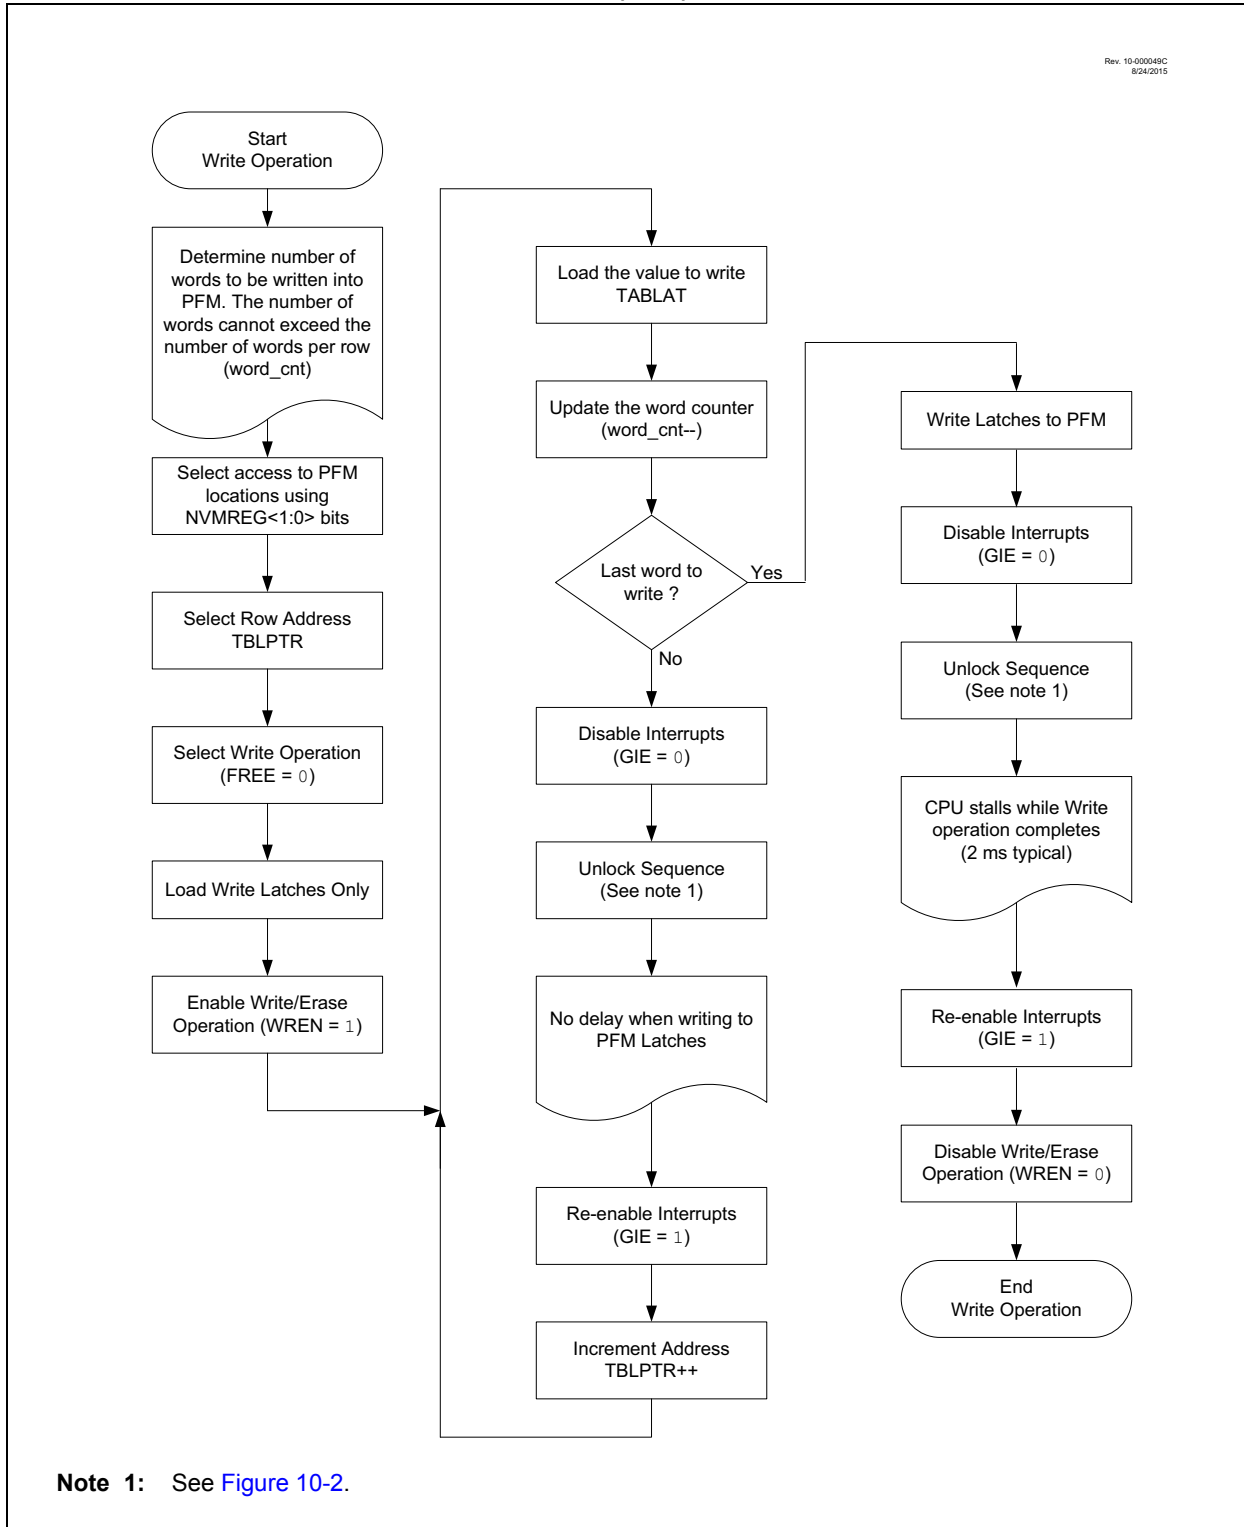 Rev. 10-000049C
8/24/2015
Start
Write Operation
Determine number of
words to be written into
PFM. The number of
words cannot exceed the
number of words per row
(word_cnt)
Select access to PFM
locations using
NVMREG<1:0> bits
Select Row Address
TBLPTR
Select Write Operation
(FREE = 0)
Load Write Latches Only
Enable Write/Erase
Operation (WREN = 1)
Load the value to write
TABLAT
Update the word counter
(word_cnt--)
Last word to
write ?
Yes
No
Disable Interrupts
(GIE = 0)
Unlock Sequence
(See note 1)
No delay when writing to
PFM Latches
Re-enable Interrupts
(GIE = 1)
Increment Address
TBLPTR++
Write Latches to PFM
Disable Interrupts
(GIE = 0)
Unlock Sequence
(See note 1)
CPU stalls while Write
operation completes
(2 ms typical)
Re-enable Interrupts
(GIE = 1)
Disable Write/Erase
Operation (WREN = 0)
End
Write Operation
Note 1: See Figure 10-2.